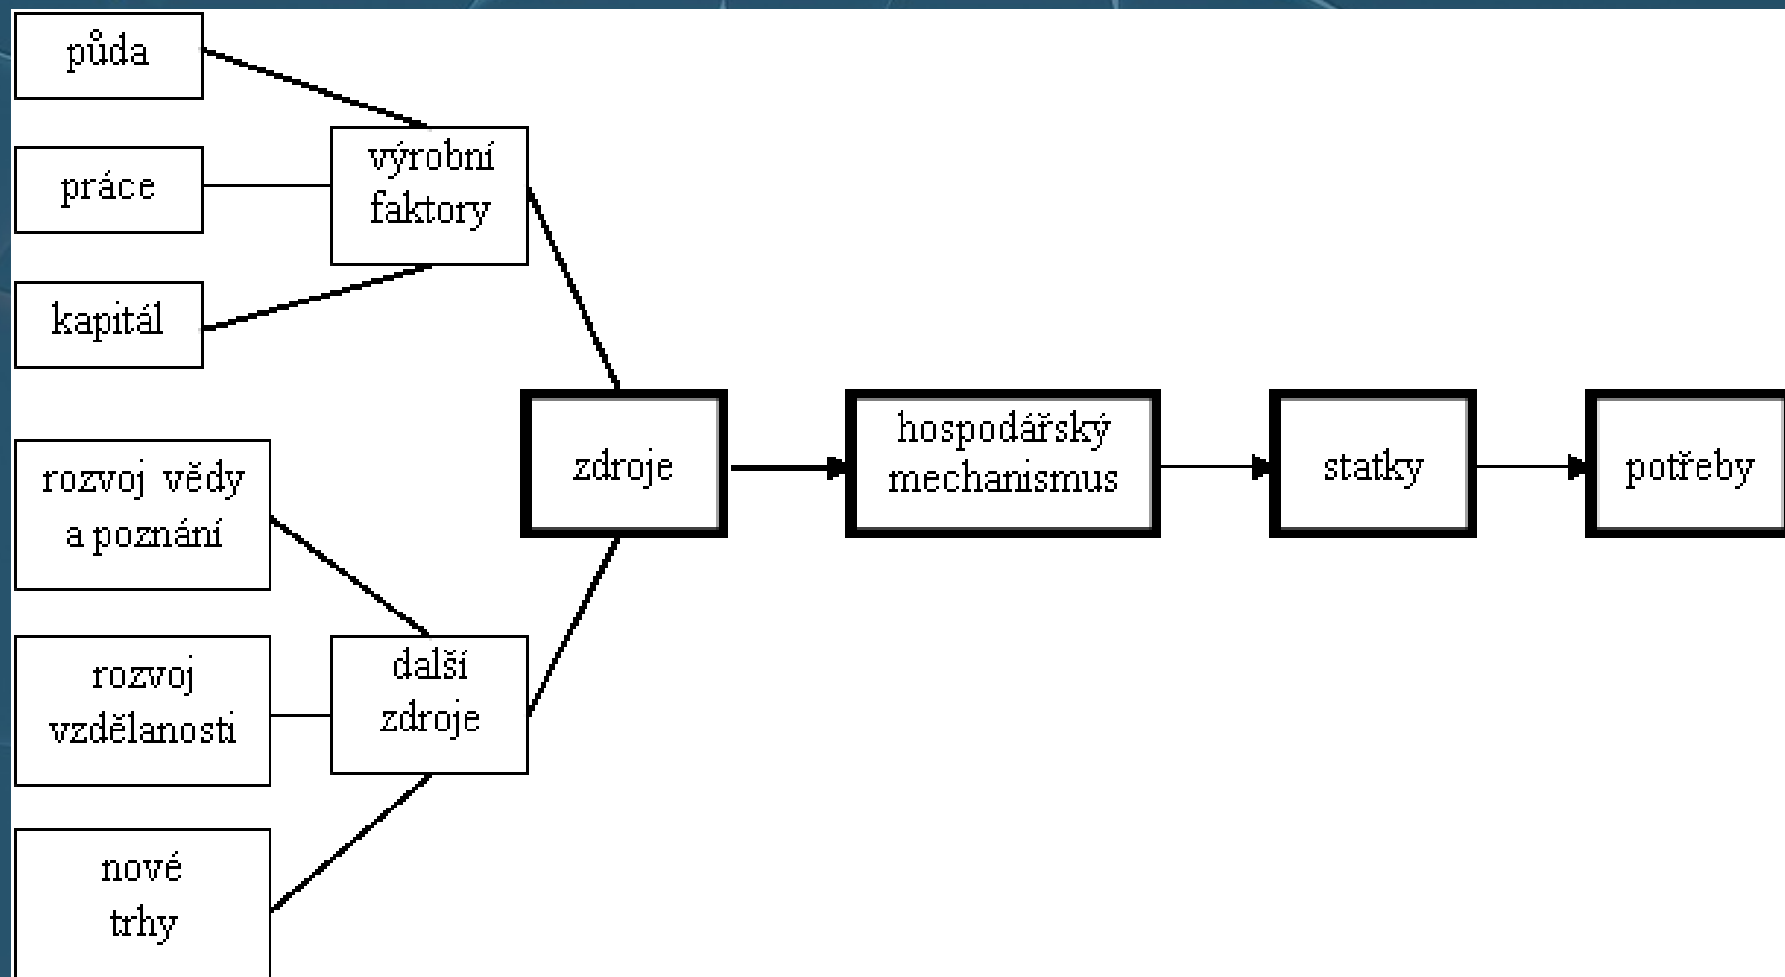 půda
práce
kapitál
výrobní
faktory
rozvoj vědy
a poznání
rozvoj
vzdělanosti
nové
trhy
další
zdroje
zdroje
hospodářský
mechanismus
statky
potřeby